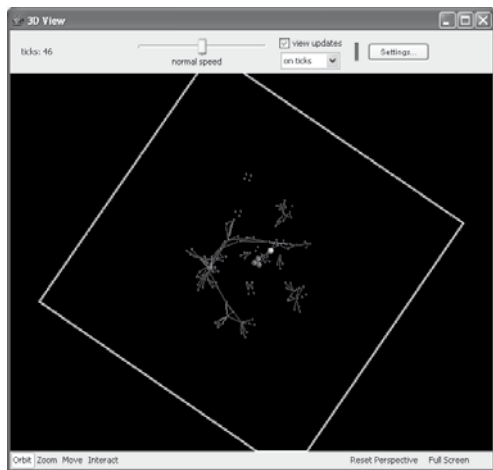 3D View
ticks: 46
normal speed
view updates
on ticks
Settings...
Orbit Zoom Move Interact
Reset Perspective Full Screen